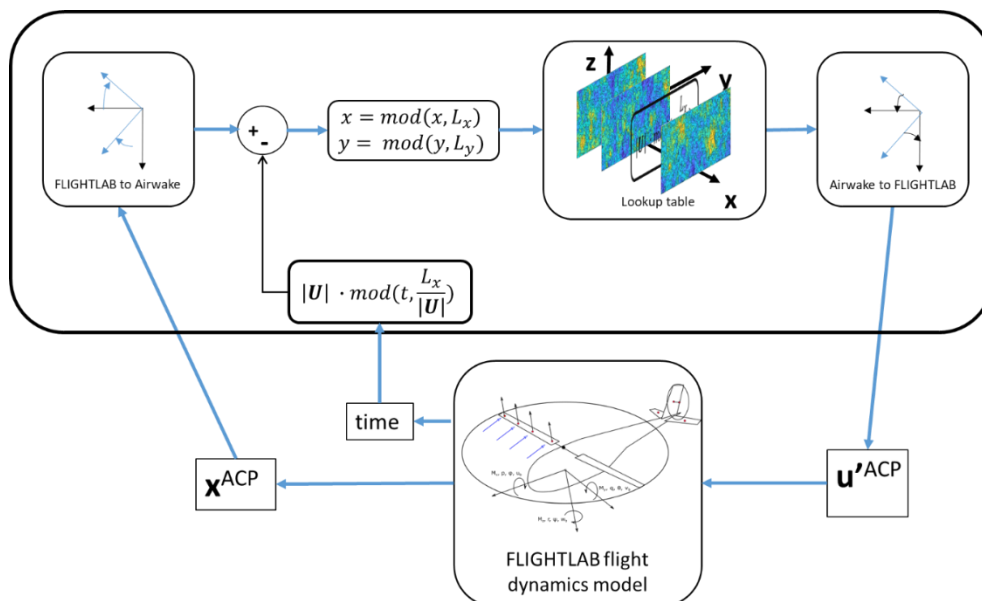 FLIGHTLAB to Airwake
+
-
x = mod(x, L_x)
y = mod(y, L_y)
z
y
x
Lookup table
Airwake to FLIGHTLAB
|U| · mod(t, L_x/|U|)
time
x^ACP
u'^ACP
FLIGHTLAB flight
dynamics model